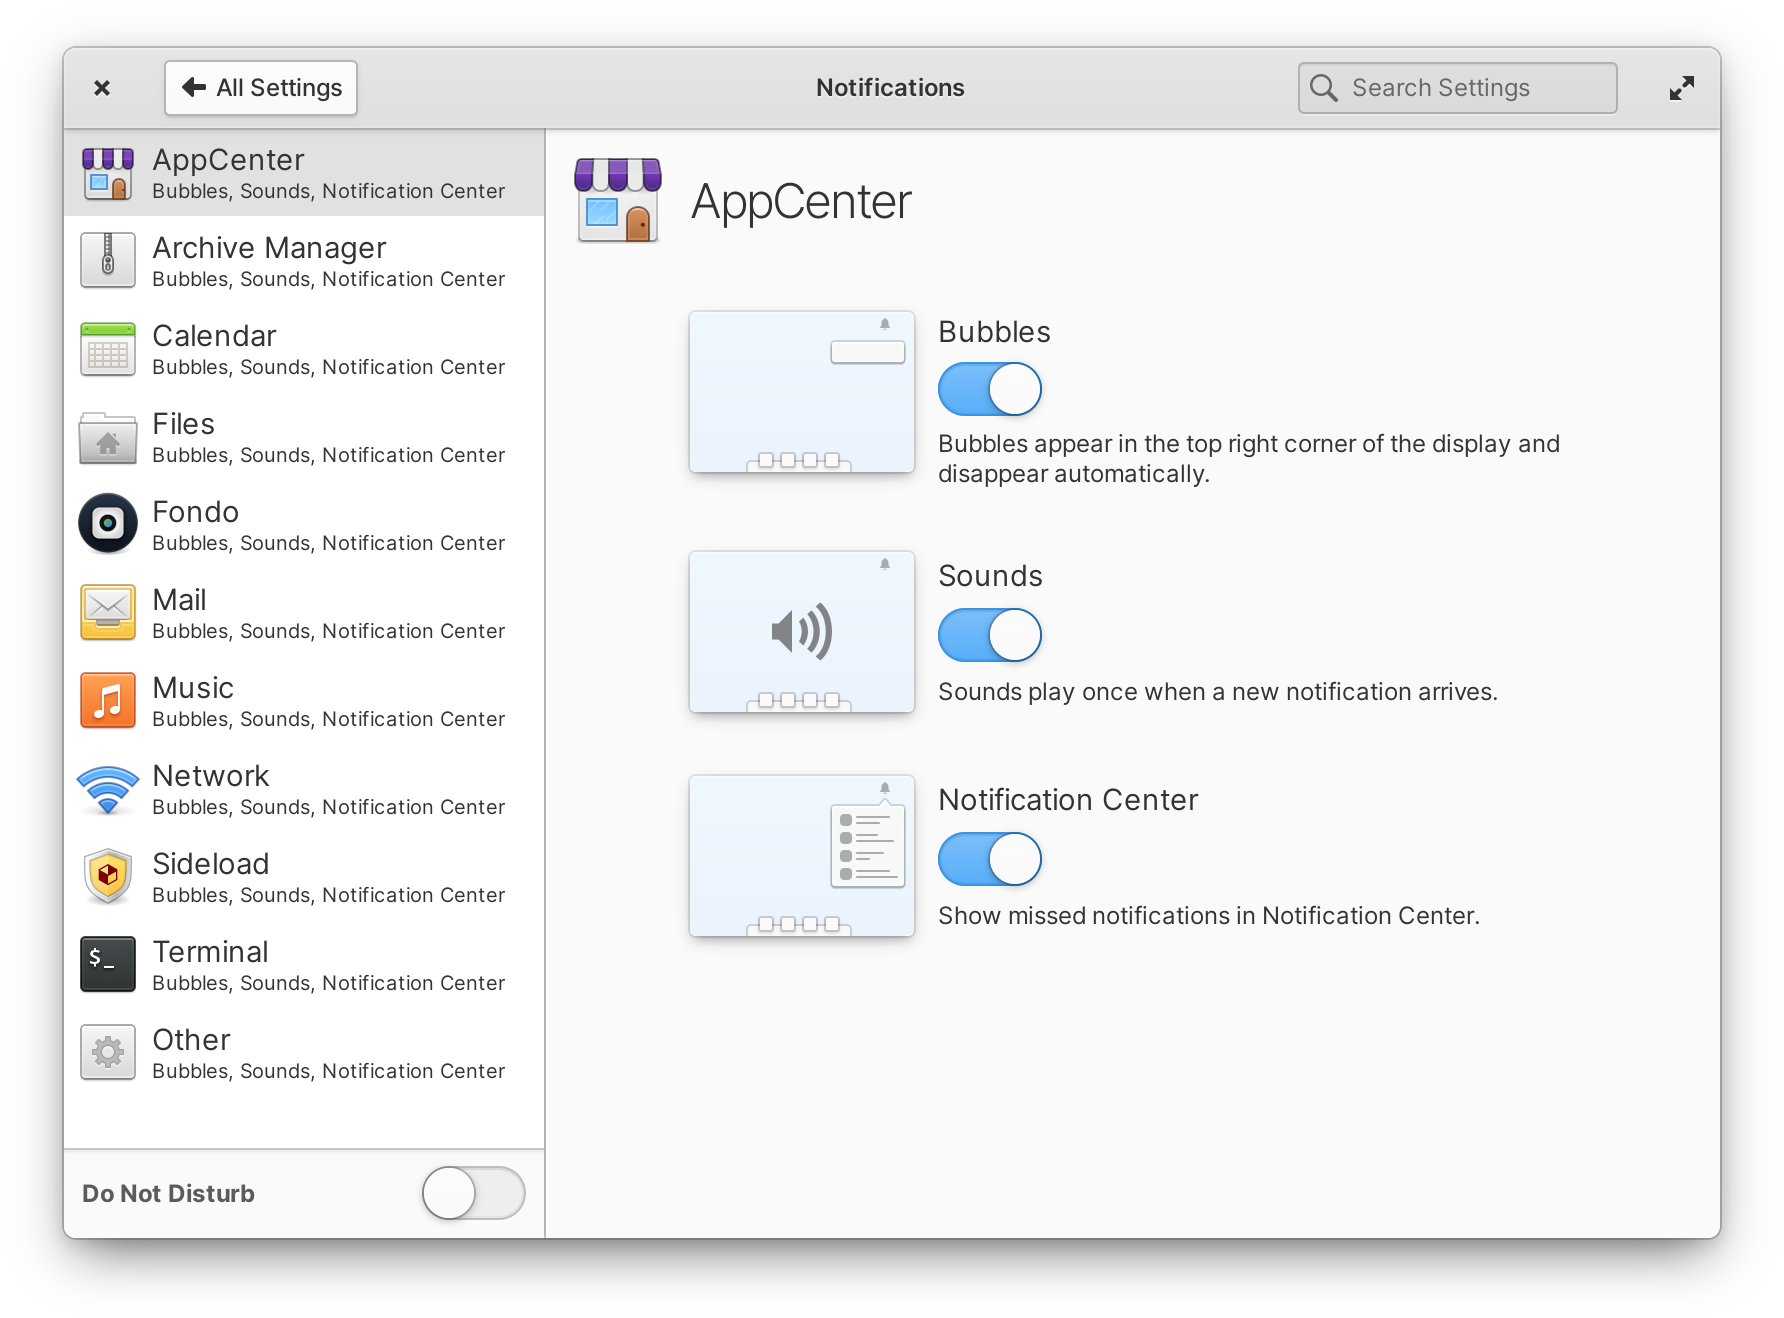 All Settings
Notifications
Search Settings
AppCenter
Bubbles, Sounds, Notification Center
Archive Manager
Bubbles, Sounds, Notification Center
Calendar
Bubbles, Sounds, Notification Center
Files
Bubbles, Sounds, Notification Center
Fondo
Bubbles, Sounds, Notification Center
Mail
Bubbles, Sounds, Notification Center
Music
Bubbles, Sounds, Notification Center
Network
Bubbles, Sounds, Notification Center
Sideload
Bubbles, Sounds, Notification Center
$_
Terminal
Bubbles, Sounds, Notification Center
Other
Bubbles, Sounds, Notification Center
Do Not Disturb
AppCenter
Bubbles
Bubbles appear in the top right corner of the display and
disappear automatically.
Sounds
Sounds play once when a new notification arrives.
Notification Center
Show missed notifications in Notification Center.